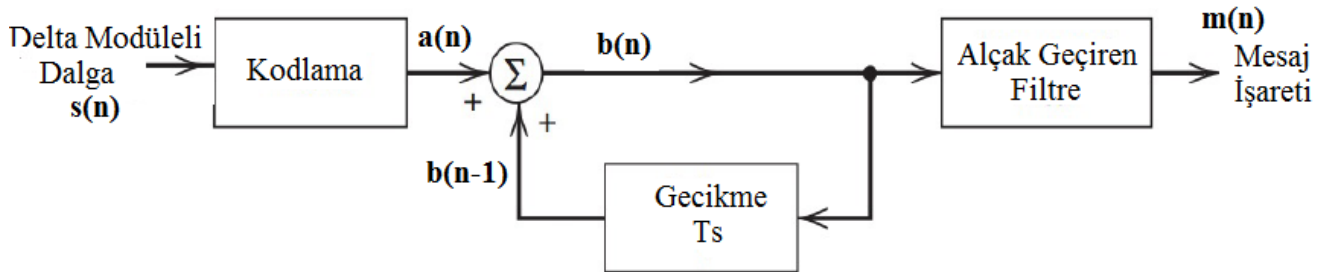 Delta Modüleli
Dalga
s(n)
Kodlama
a(n)
+
Σ
+
b(n)
b(n-1)
Gecikme
Ts
Alçak Geçiren
Filtre
m(n)
Mesaj
İşareti